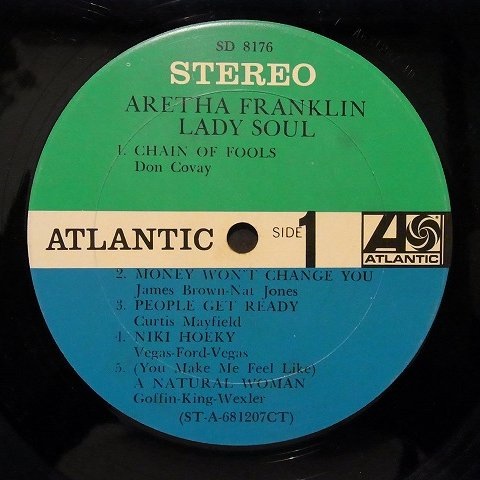 SD 8176
STEREO
ARETHA FRANKLIN
LADY SOUL
1. CHAIN OF FOOLS
Don Covay
ATLANTIC SIDE 1 ATLANTIC
2. MONEY WON'T CHANGE YOU
James Brown-Nat Jones
3. PEOPLE GET READY
Curtis Mayfield
4. NIKI HOEKY
Vegas-Ford-Vegas
5. (You Make Me Feel Like)
A NATURAL WOMAN
Goffin-King-Wexler
(ST-A-681207CT)